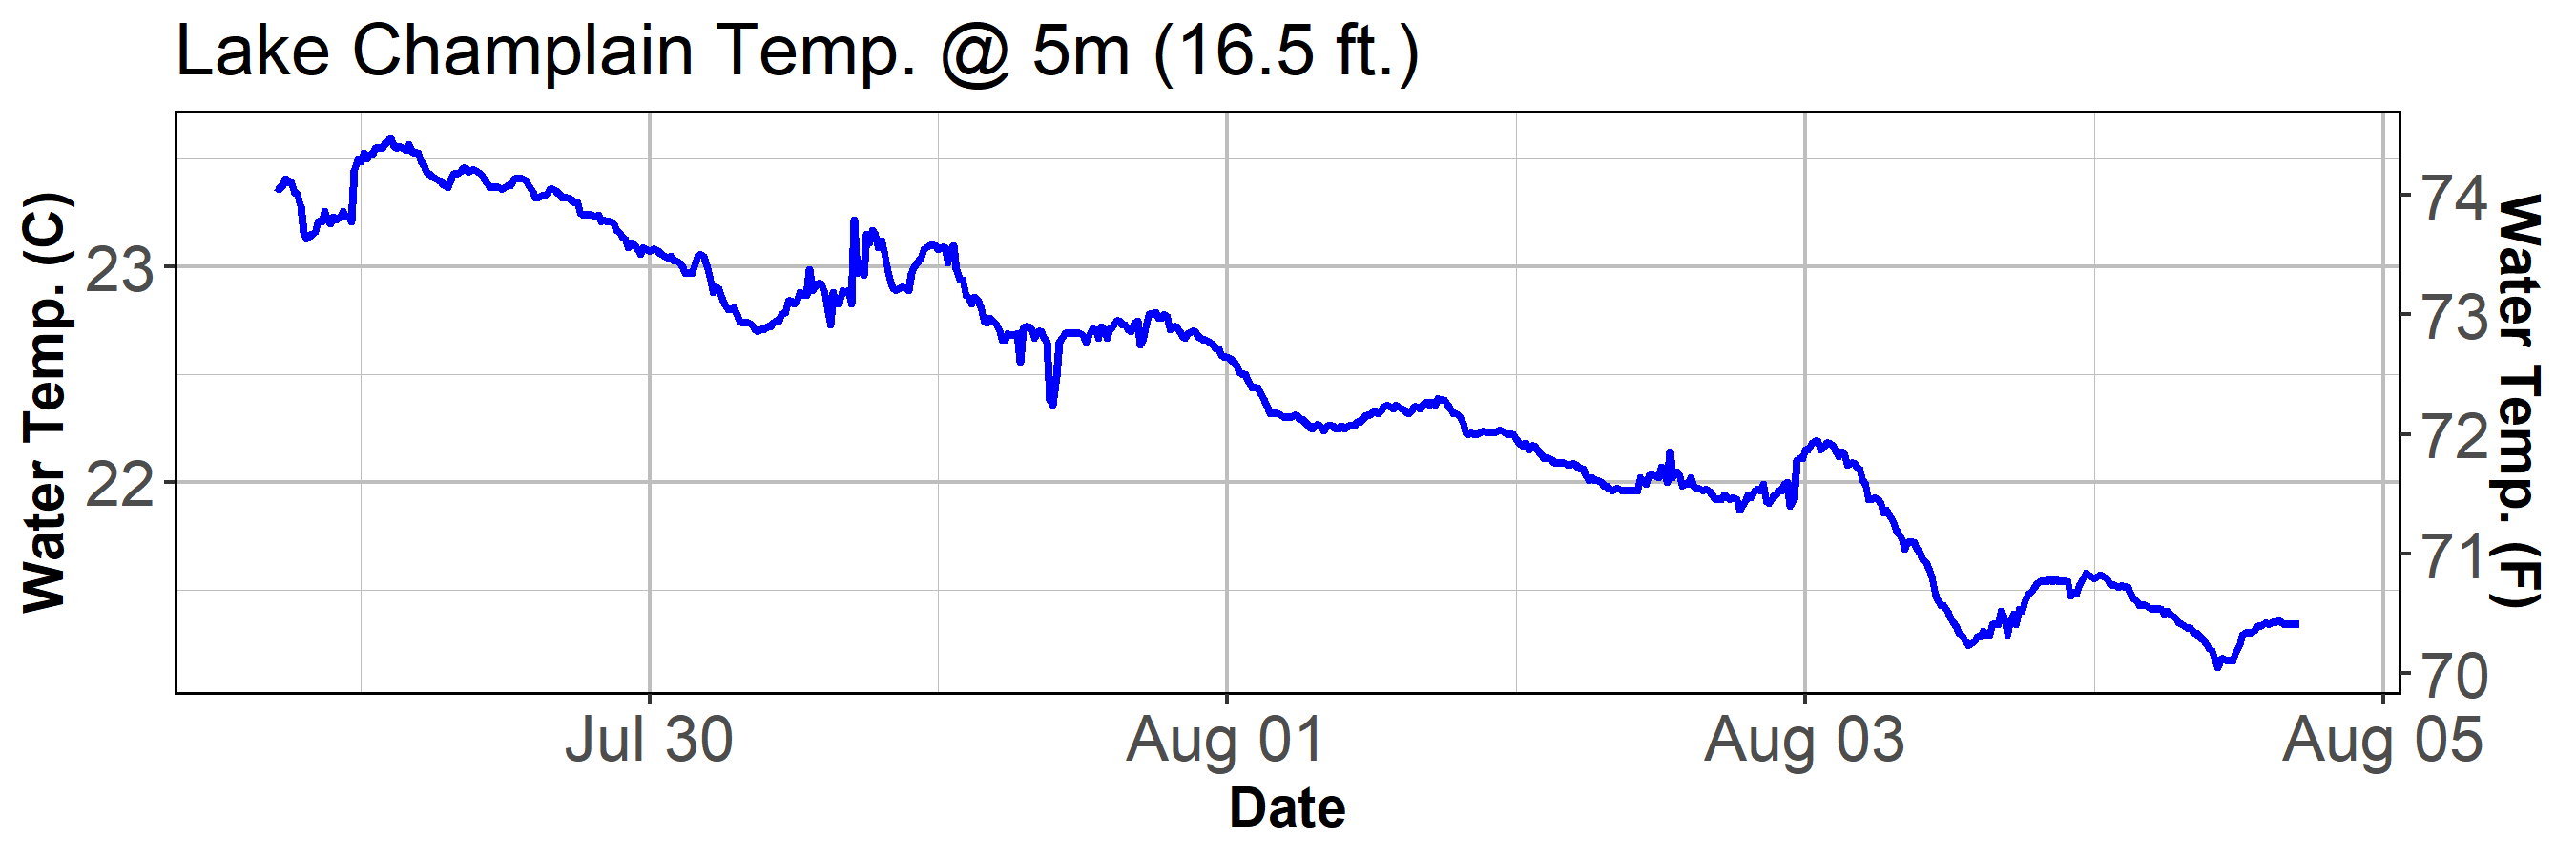 Lake Champlain Temp. @ 5m (16.5 ft.)
Water Temp. (C)
23
22
74
73
72
71
70
Water Temp. (F)
Jul 30
Aug 01
Aug 03
Aug 05
Date